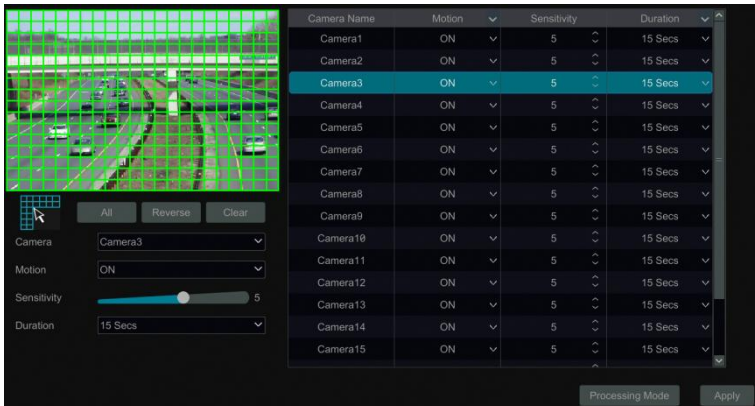 Camera Name Motion Sensitivity Duration
Camera1 ON 5 15 Secs
Camera2 ON 5 15 Secs
Camera3 ON 5 15 Secs
Camera4 ON 5 15 Secs
Camera5 ON 5 15 Secs
Camera6 ON 5 15 Secs
Camera7 ON 5 15 Secs
Camera8 ON 5 15 Secs
Camera9 ON 5 15 Secs
Camera10 ON 5 15 Secs
Camera11 ON 5 15 Secs
Camera12 ON 5 15 Secs
Camera13 ON 5 15 Secs
Camera14 ON 5 15 Secs
Camera15 ON 5 15 Secs
All Reverse Clear
Camera Camera3
Motion ON
Sensitivity 5
Duration 15 Secs
Processing Mode Apply